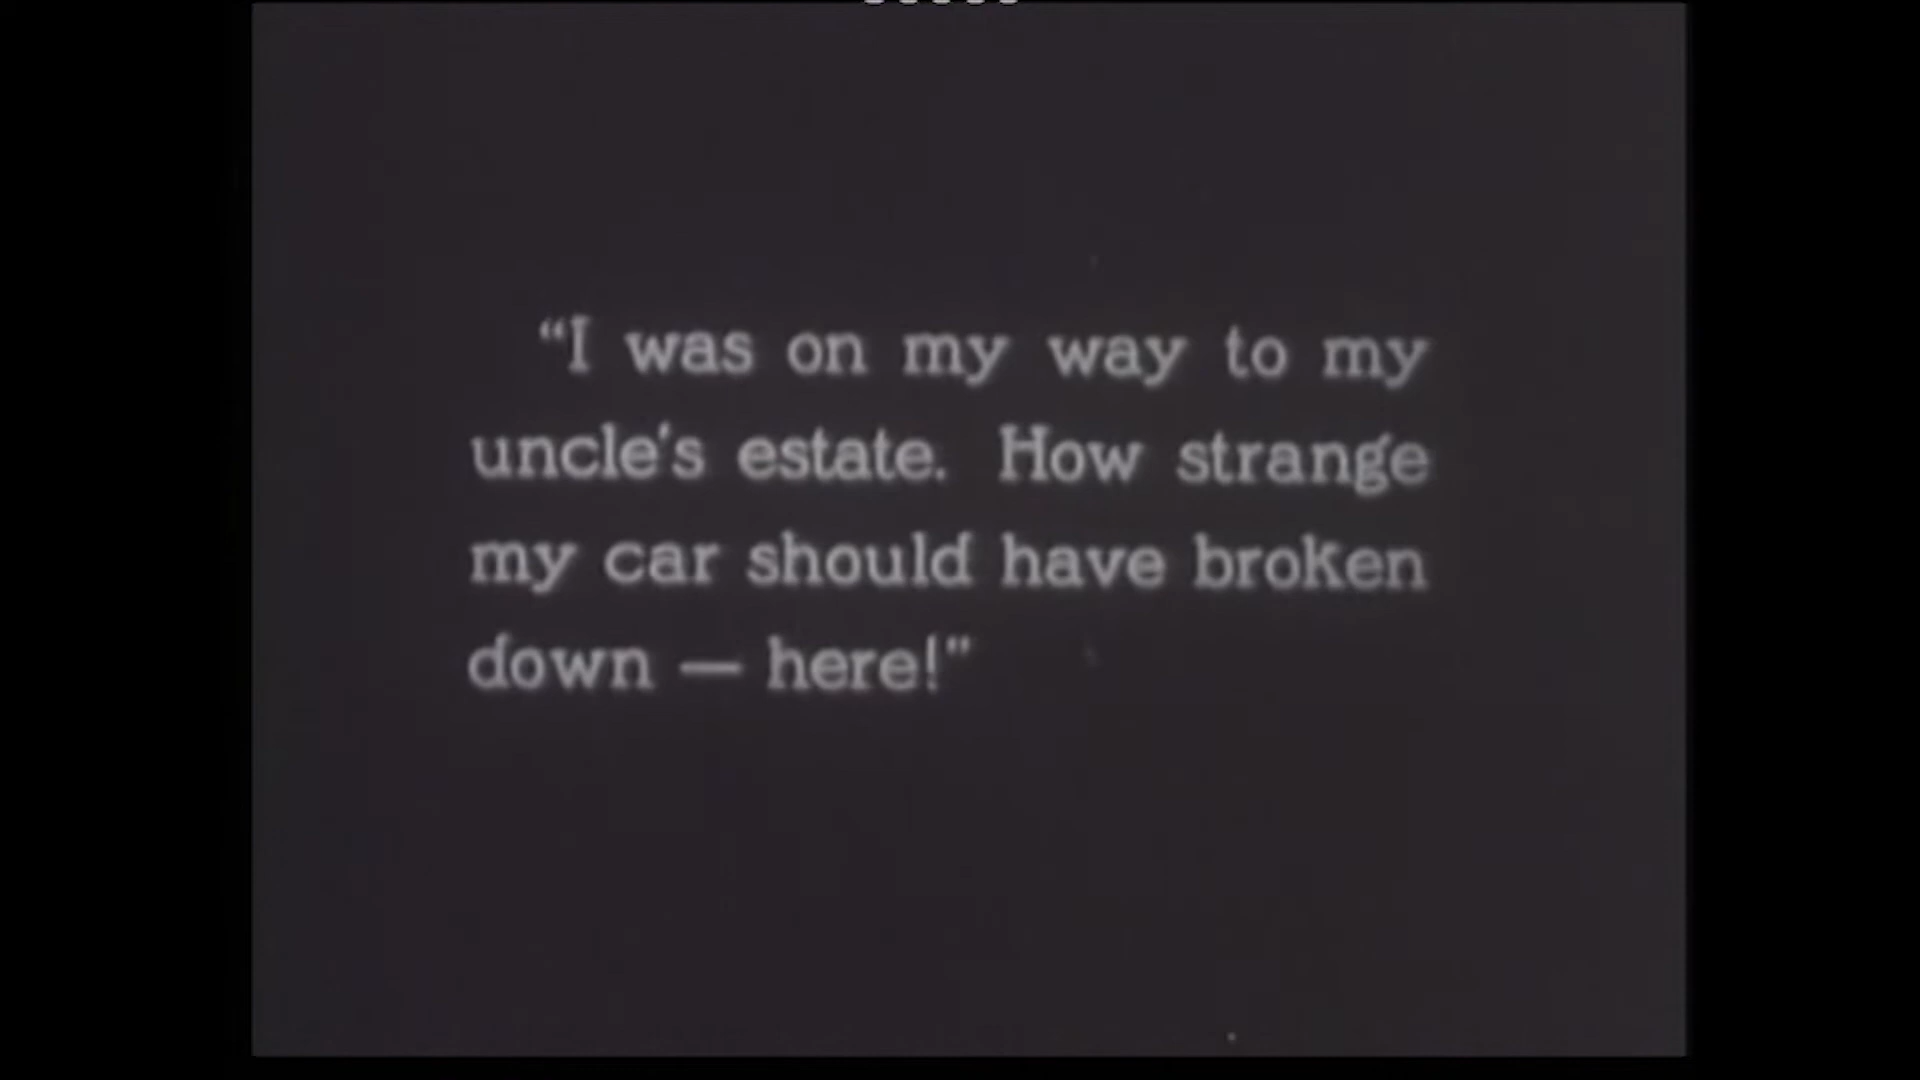 “I was on my way to my
uncle's estate. How strange
my car should have broken
down — here!”